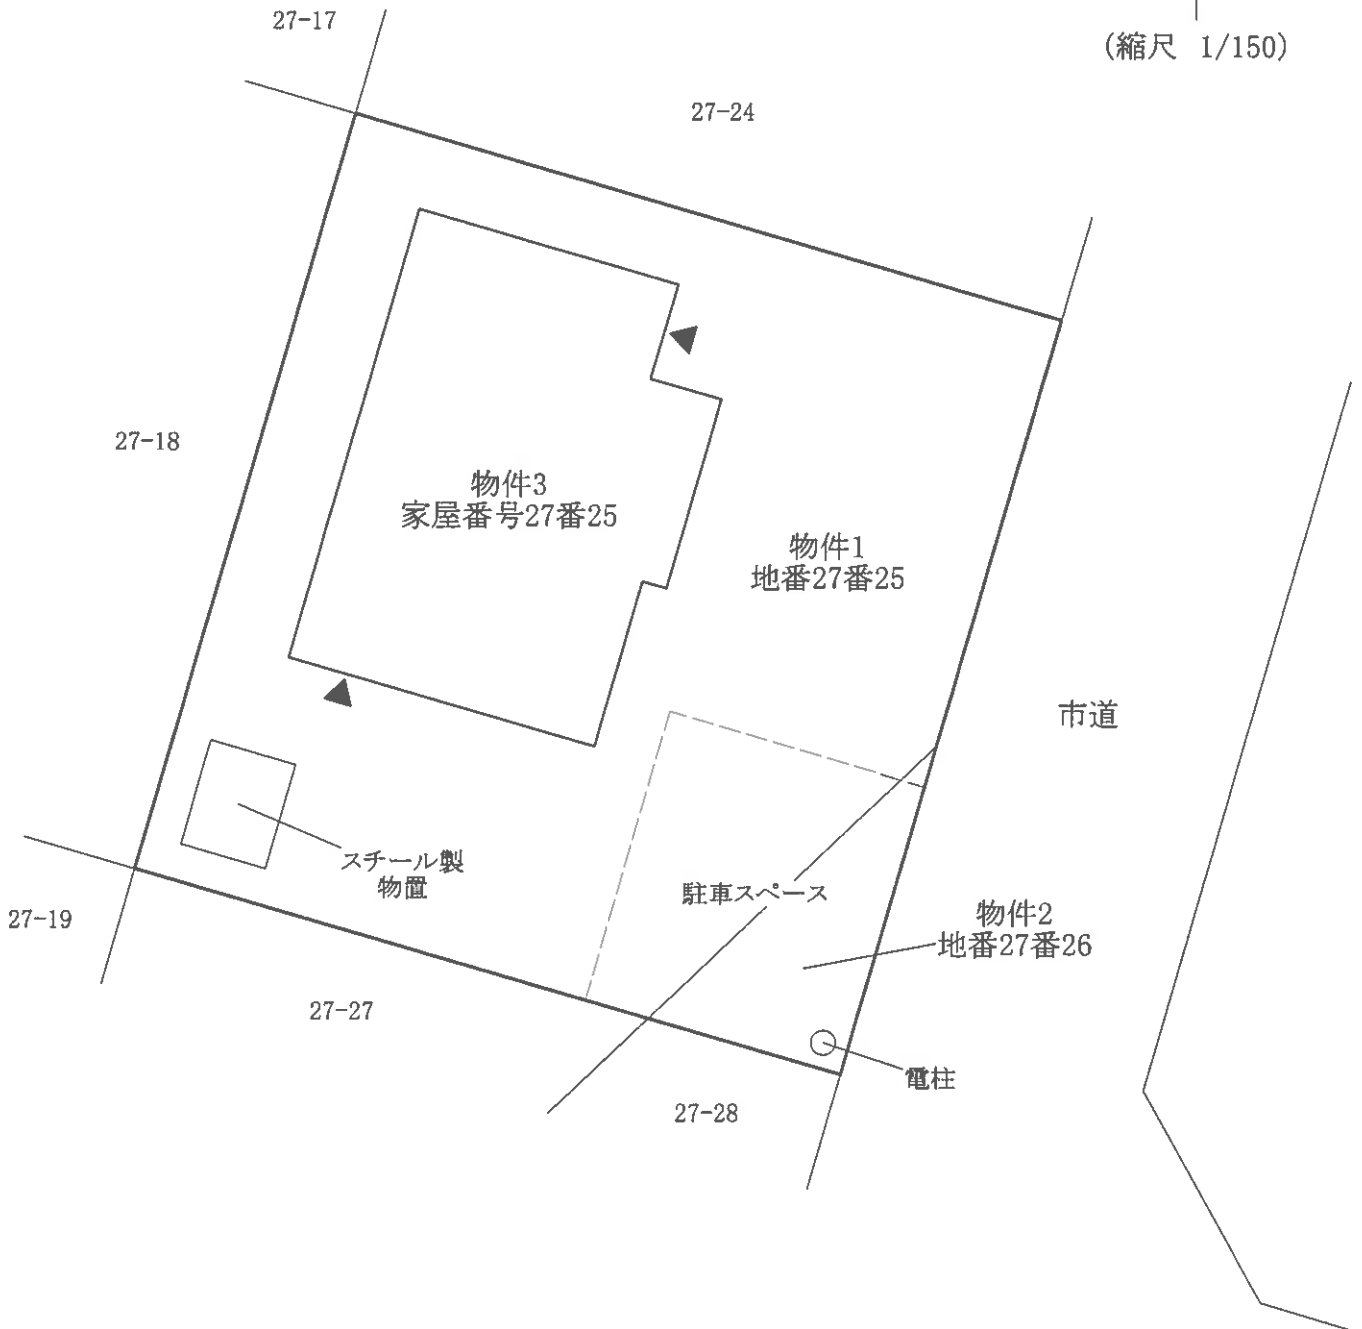 27-17
(縮尺 1/150)
27-24
27-18
物件3
家屋番号27番25
物件1
地番27番25
市道
スチール製
物置
駐車スペース
物件2
地番27番26
27-19
27-27
電柱
27-28